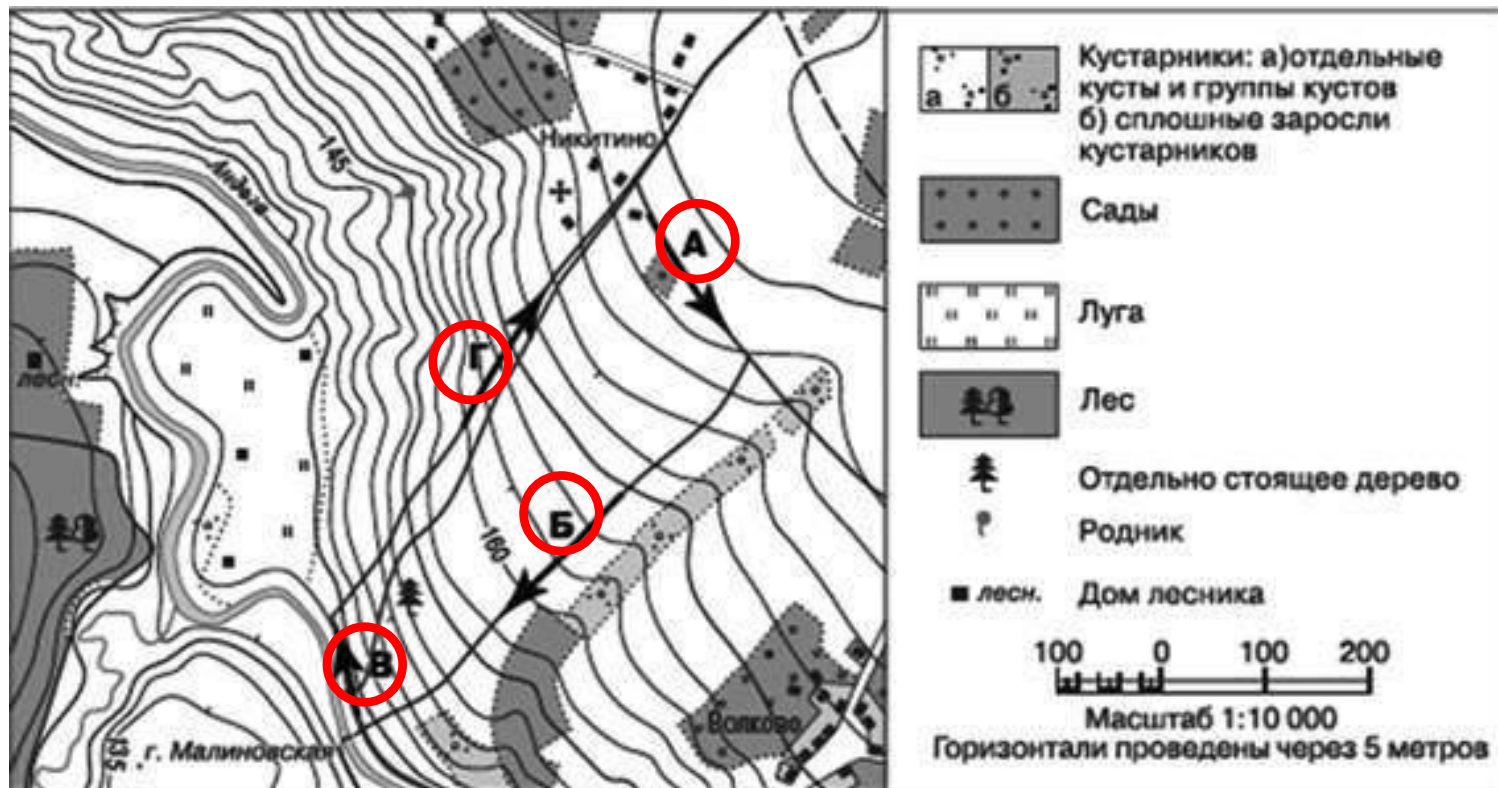 145
Андога
Никитино
А
Г
лесн.
Б
160
В
Волково
135
г. Малиновская
а б
Кустарники: а)отдельные
кусты и группы кустов
б) сплошные заросли
кустарников
Сады
Луга
Лес
Отдельно стоящее дерево
Родник
лесн. Дом лесника
100 0 100 200
Масштаб 1:10 000
Горизонтали проведены через 5 метров